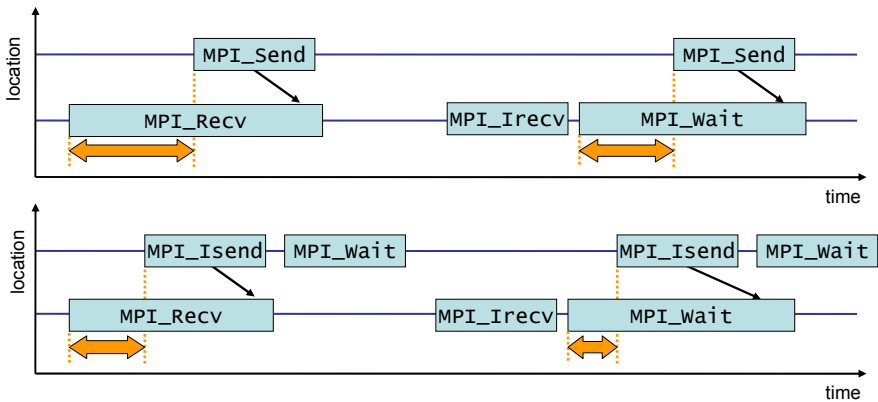 location
MPI_Send MPI_Send
MPI_Recv MPI_Irecv MPI_Wait
time
location
MPI_Isend MPI_Wait MPI_Isend MPI_Wait
MPI_Recv MPI_Irecv MPI_Wait
time